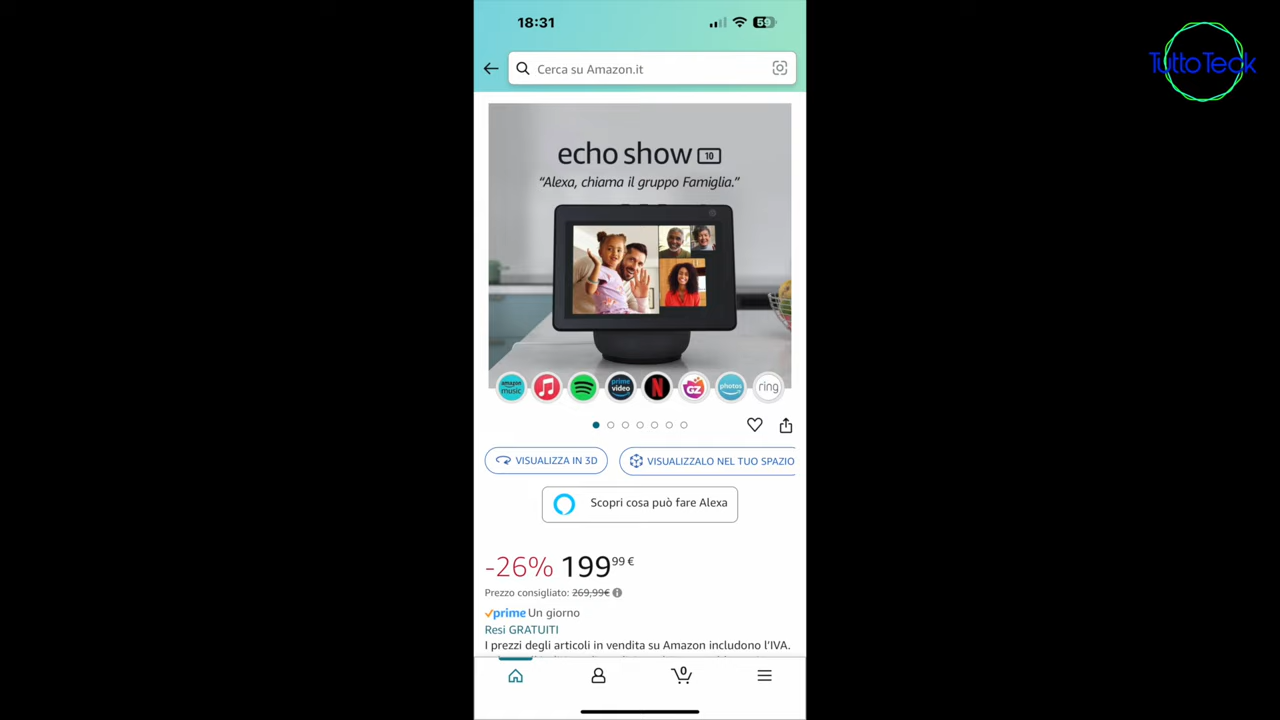 18:31
59
TuttoTeck
Cerca su Amazon.it
echo show 10
“Alexa, chiama il gruppo Famiglia.”
amazon music
prime video
N
GZ
photos
ring
VISUALIZZA IN 3D
VISUALIZZALO NEL TUO SPAZIO
Scopri cosa può fare Alexa
-26% 199 99 €
Prezzo consigliato: 269,99€
prime Un giorno
Resi GRATUITI
I prezzi degli articoli in vendita su Amazon includono l’IVA.
0